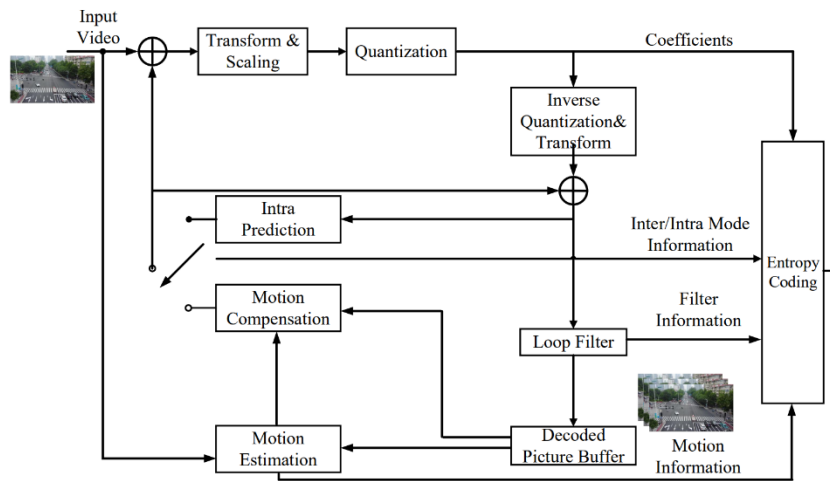 Input
Video
Transform &
Scaling
Quantization
Coefficients
Inverse
Quantization&
Transform
Intra
Prediction
Inter/Intra Mode
Information
Entropy
Coding
Motion
Compensation
Filter
Information
Loop Filter
Motion
Estimation
Decoded
Picture Buffer
Motion
Information